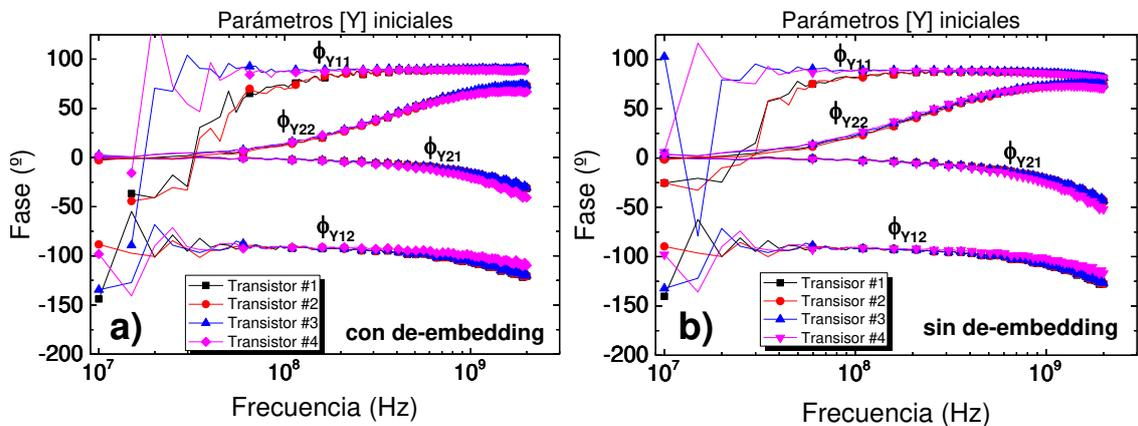 Parámetros [Y] iniciales
100
50
0
-50
-100
-150
-200
Fase (º)
ϕY11
ϕY22
ϕY21
ϕY12
Transistor #1
Transistor #2
Transistor #3
Transistor #4
a)
con de-embedding
10^7
10^8
10^9
Frecuencia (Hz)
Parámetros [Y] iniciales
100
50
0
-50
-100
-150
-200
Fase (º)
ϕY11
ϕY22
ϕY21
ϕY12
Transisor #1
Transisor #2
Transisor #3
Transisor #4
b)
sin de-embedding
10^7
10^8
10^9
Frecuencia (Hz)